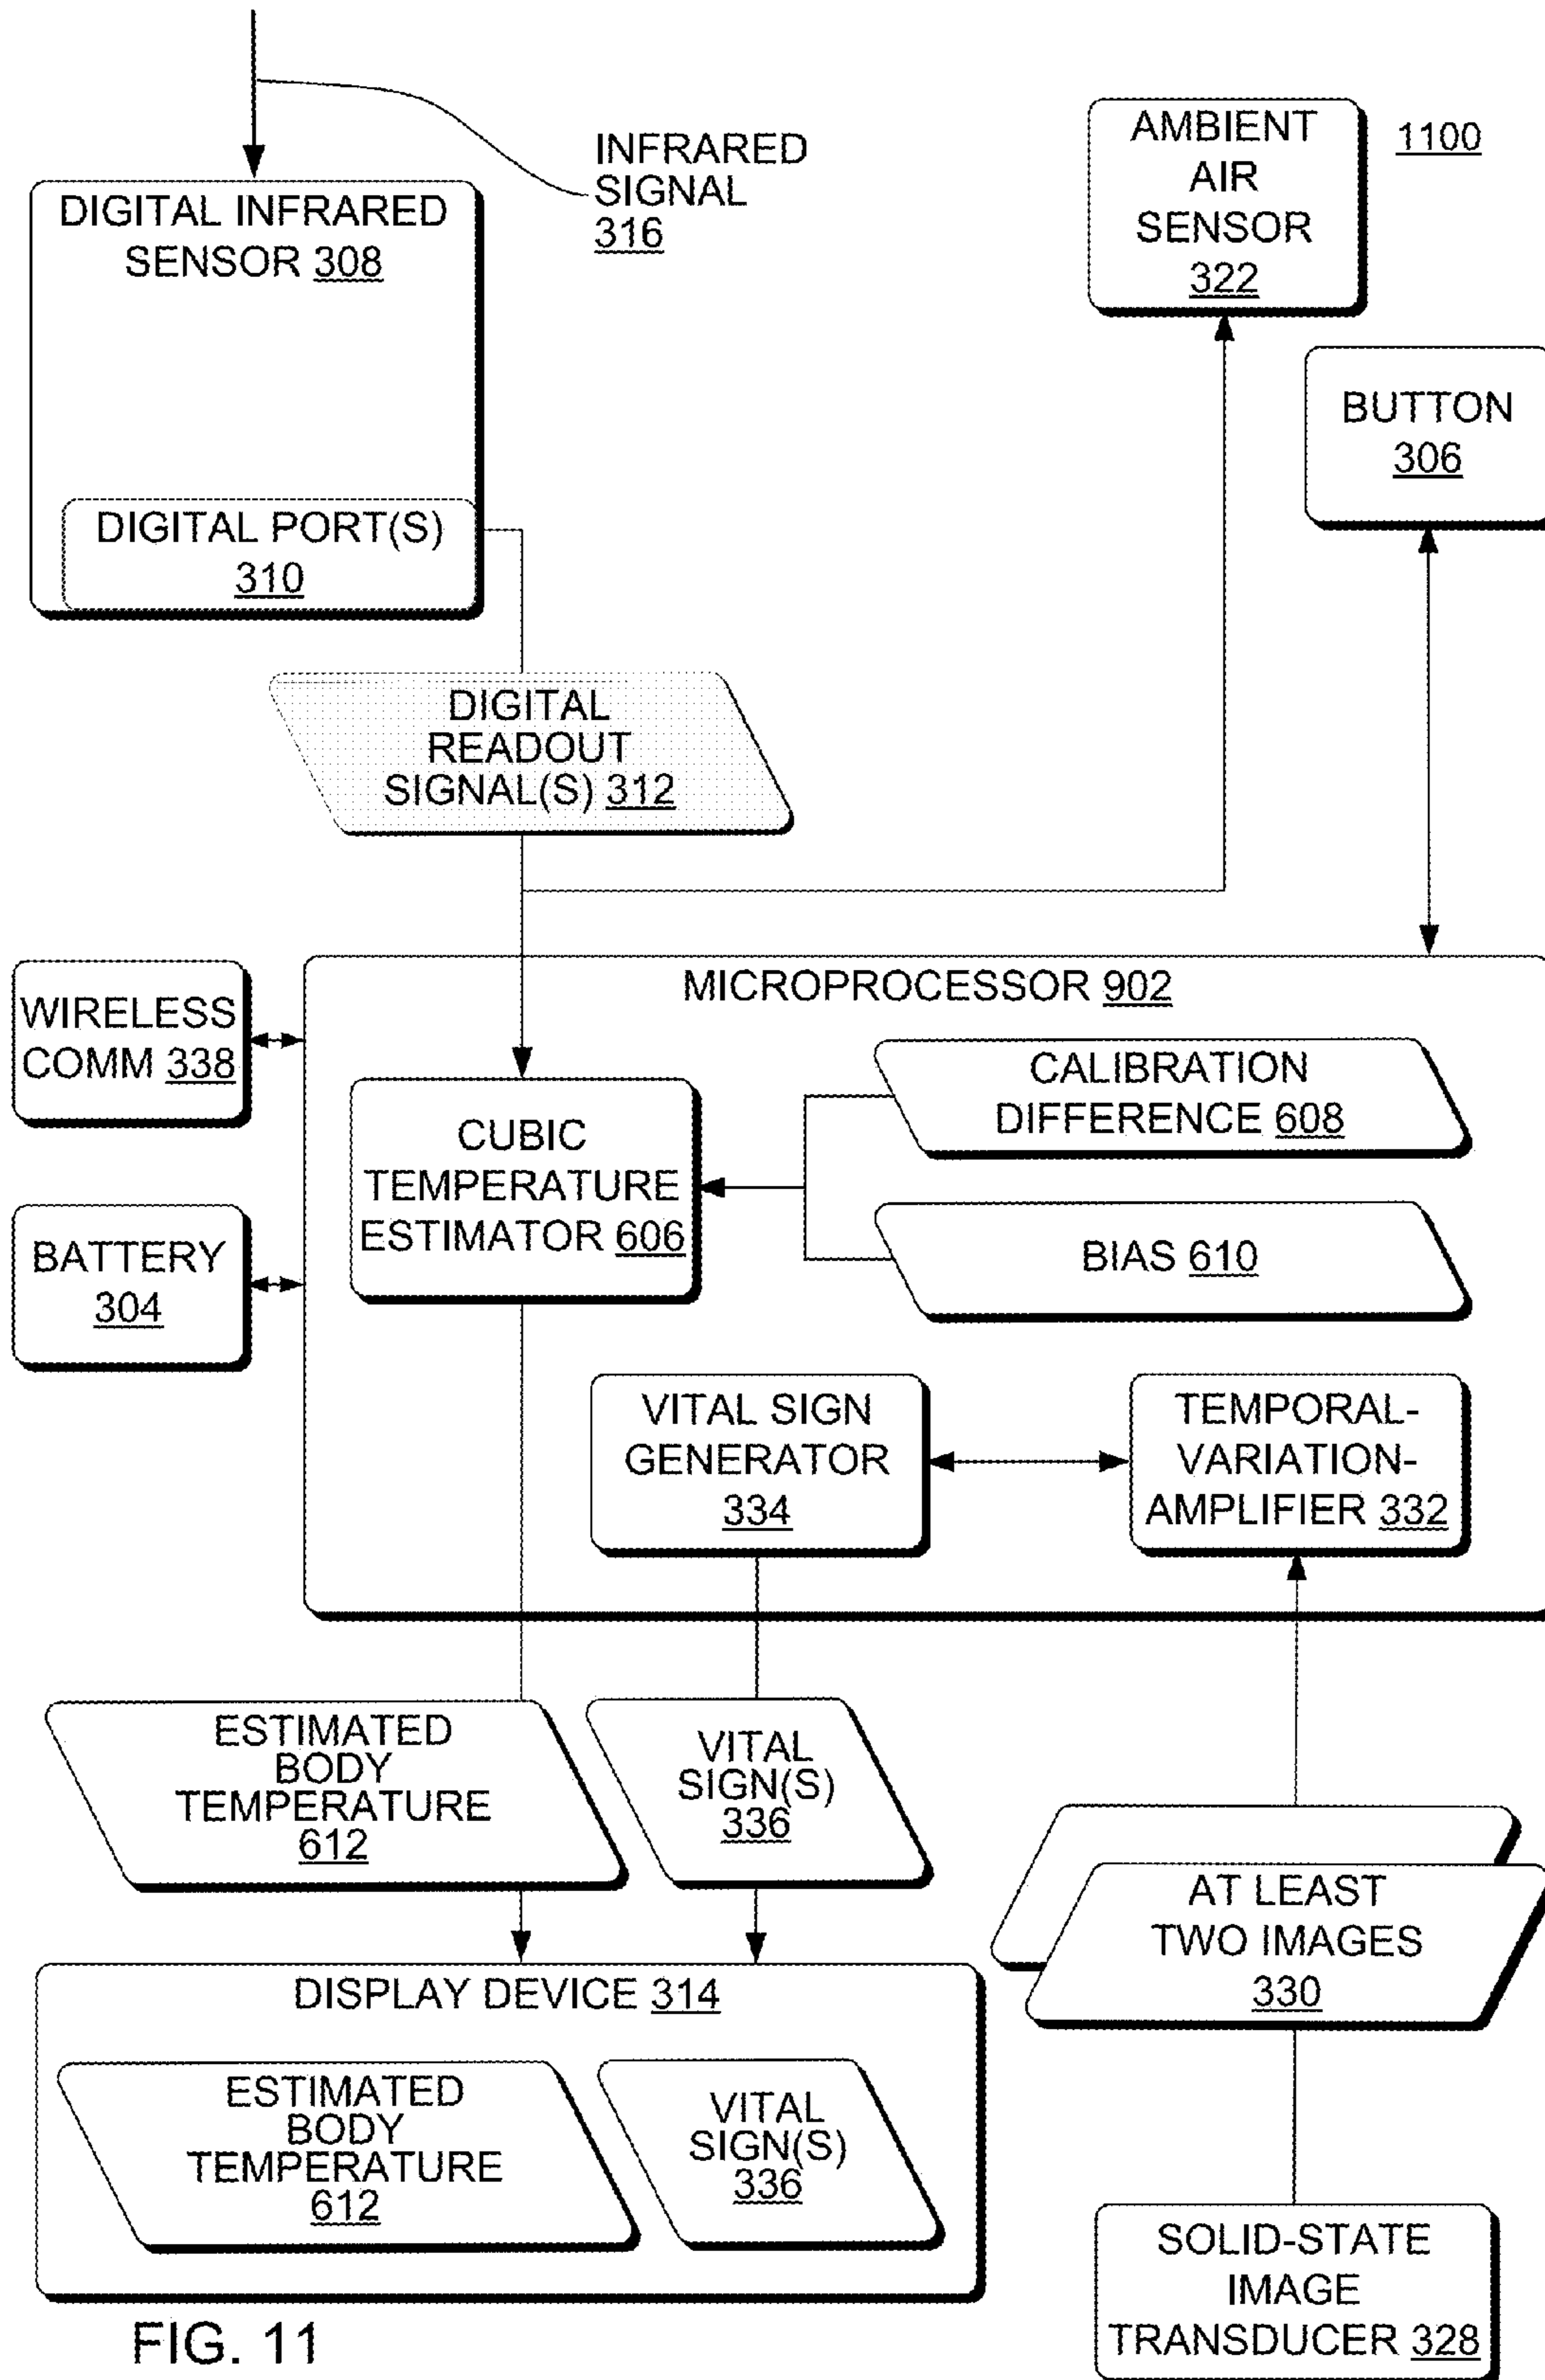 INFRARED
SIGNAL
316
AMBIENT
AIR
SENSOR
322
1100
DIGITAL INFRARED
SENSOR 308
BUTTON
306
DIGITAL PORT(S)
310
DIGITAL
READOUT
SIGNAL(S) 312
MICROPROCESSOR 902
WIRELESS
COMM 338
CALIBRATION
DIFFERENCE 608
CUBIC
TEMPERATURE
ESTIMATOR 606
BATTERY
304
BIAS 610
VITAL SIGN
GENERATOR
334
TEMPORAL-
VARIATION-
AMPLIFIER 332
ESTIMATED
BODY
TEMPERATURE
612
VITAL
SIGN(S)
336
AT LEAST
TWO IMAGES
330
DISPLAY DEVICE 314
ESTIMATED
BODY
TEMPERATURE
612
VITAL
SIGN(S)
336
SOLID-STATE
IMAGE
TRANSDUCER 328
FIG. 11